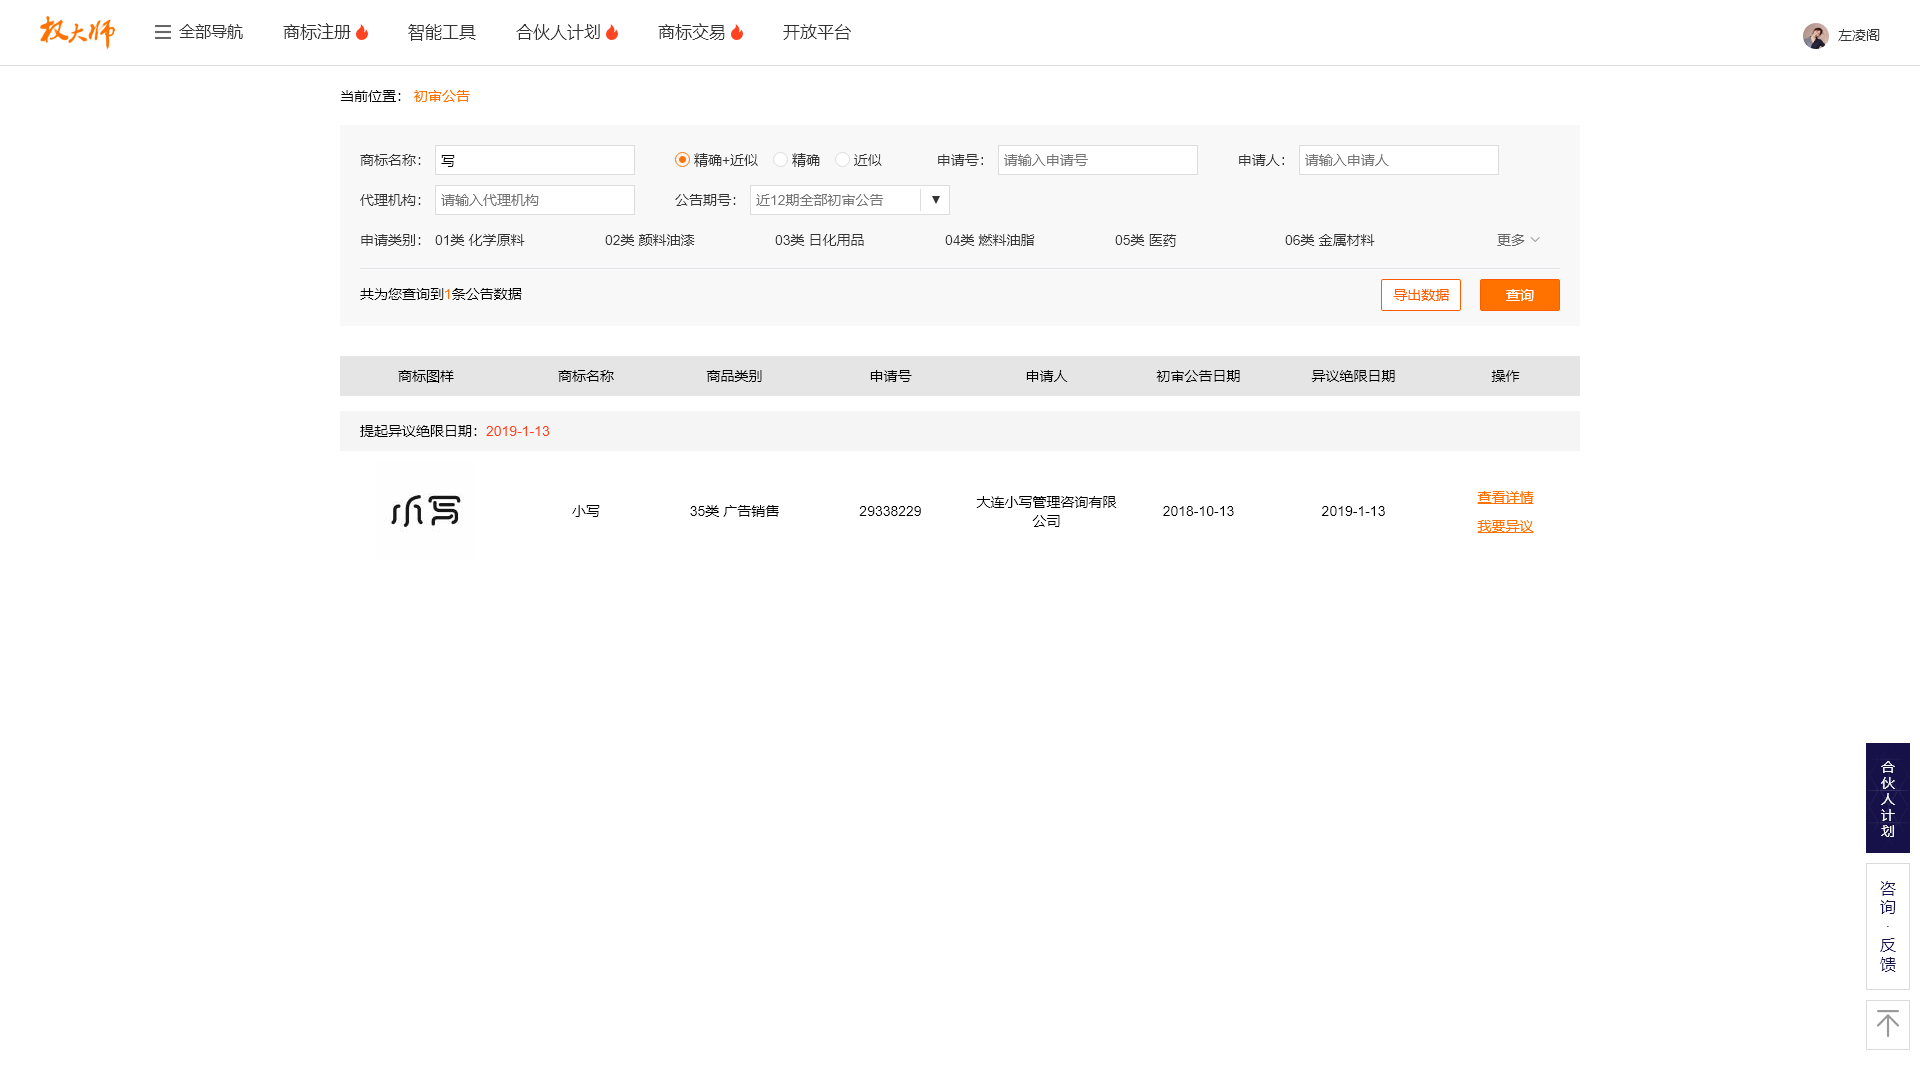 权大师 全部导航 商标注册 智能工具 合伙人计划 商标交易 开放平台 左凌阁
当前位置： 初审公告
商标名称： 写 精确+近似 精确 近似 申请号： 请输入申请号 申请人： 请输入申请人
代理机构： 请输入代理机构 公告期号： 近12期全部初审公告
申请类别： 01类 化学原料 02类 颜料油漆 03类 日化用品 04类 燃料油脂 05类 医药 06类 金属材料 更多
共为您查询到1条公告数据 导出数据 查询
商标图样 商标名称 商品类别 申请号 申请人 初审公告日期 异议绝限日期 操作
提起异议绝限日期：2019-1-13
小写 小写 35类 广告销售 29338229 大连小写管理咨询有限 2018-10-13 2019-1-13 查看详情
公司 我要异议
合伙人计划
咨询·反馈